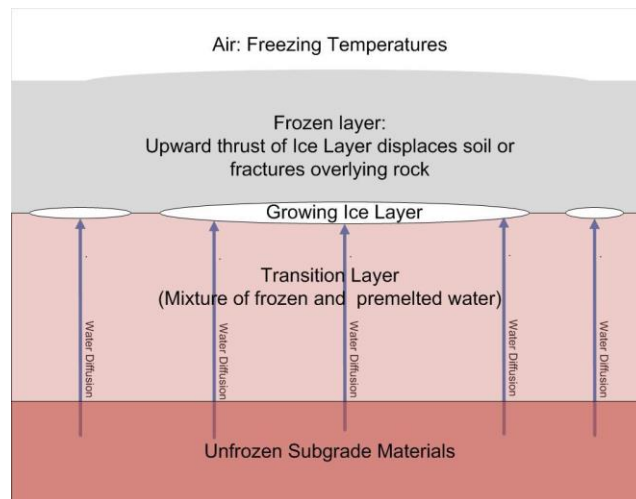 Air: Freezing Temperatures
Frozen layer:
Upward thrust of Ice Layer displaces soil or
fractures overlying rock
Growing Ice Layer
Transition Layer
(Mixture of frozen and premelted water)
Water Diffusion
Water Diffusion
Water Diffusion
Water Diffusion
Water Diffusion
Unfrozen Subgrade Materials